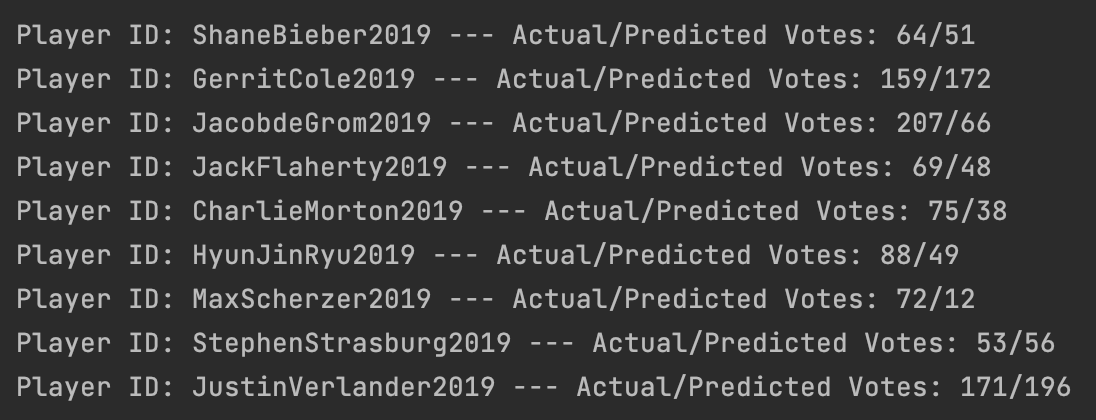 Player ID: ShaneBieber2019 --- Actual/Predicted Votes: 64/51
Player ID: GerritCole2019 --- Actual/Predicted Votes: 159/172
Player ID: JacobdeGrom2019 --- Actual/Predicted Votes: 207/66
Player ID: JackFlaherty2019 --- Actual/Predicted Votes: 69/48
Player ID: CharlieMorton2019 --- Actual/Predicted Votes: 75/38
Player ID: HyunJinRyu2019 --- Actual/Predicted Votes: 88/49
Player ID: MaxScherzer2019 --- Actual/Predicted Votes: 72/12
Player ID: StephenStrasburg2019 --- Actual/Predicted Votes: 53/56
Player ID: JustinVerlander2019 --- Actual/Predicted Votes: 171/196